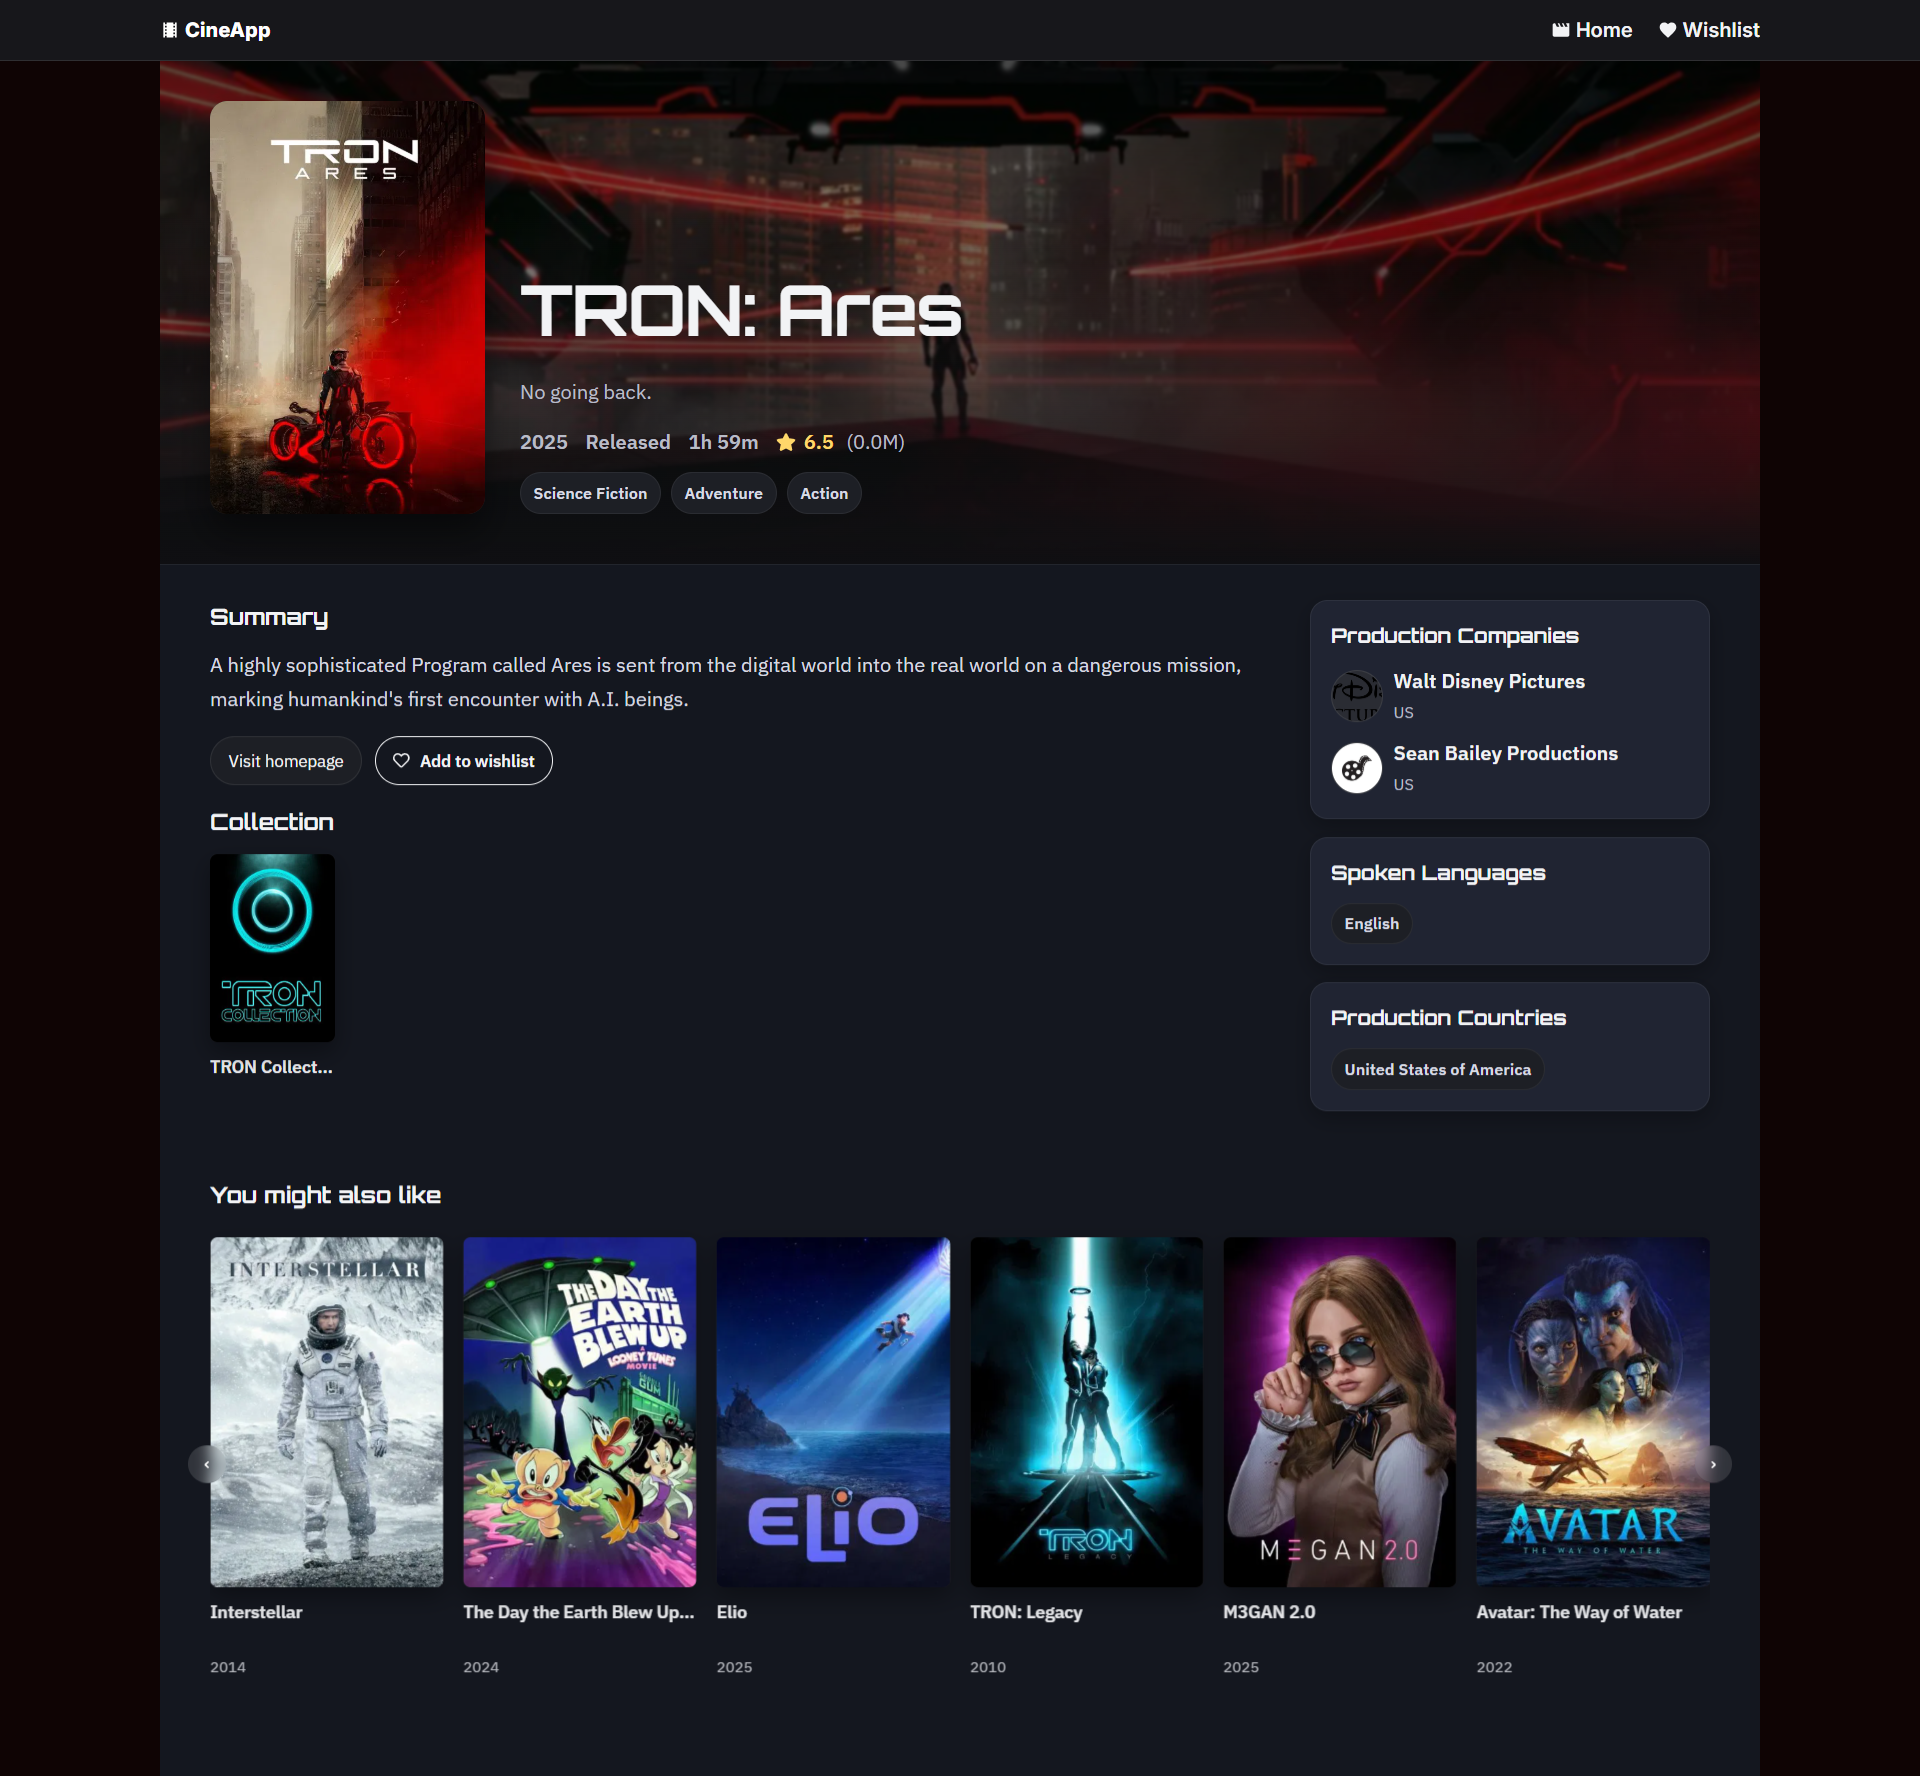 CineApp
Home
Wishlist
TRON
ARES
TRON: Ares
No going back.
2025 Released 1h 59m 6.5 (0.0M)
Science Fiction
Adventure
Action
Summary
A highly sophisticated Program called Ares is sent from the digital world into the real world on a dangerous mission,
marking humankind's first encounter with A.I. beings.
Visit homepage
Add to wishlist
Collection
TRON
COLLECTION
TRON Collect...
Production Companies
Walt Disney Pictures
US
Sean Bailey Productions
US
Spoken Languages
English
Production Countries
United States of America
You might also like
INTERSTELLAR
THE DAY THE
EARTH
BLEW UP
A
LOONEY TUNES
MOVIE
GUM
ELiO
TRON
LEGACY
MƎGAN 2.0
AVATAR
THE WAY OF WATER
Interstellar
The Day the Earth Blew Up...
Elio
TRON: Legacy
M3GAN 2.0
Avatar: The Way of Water
2014
2024
2025
2010
2025
2022